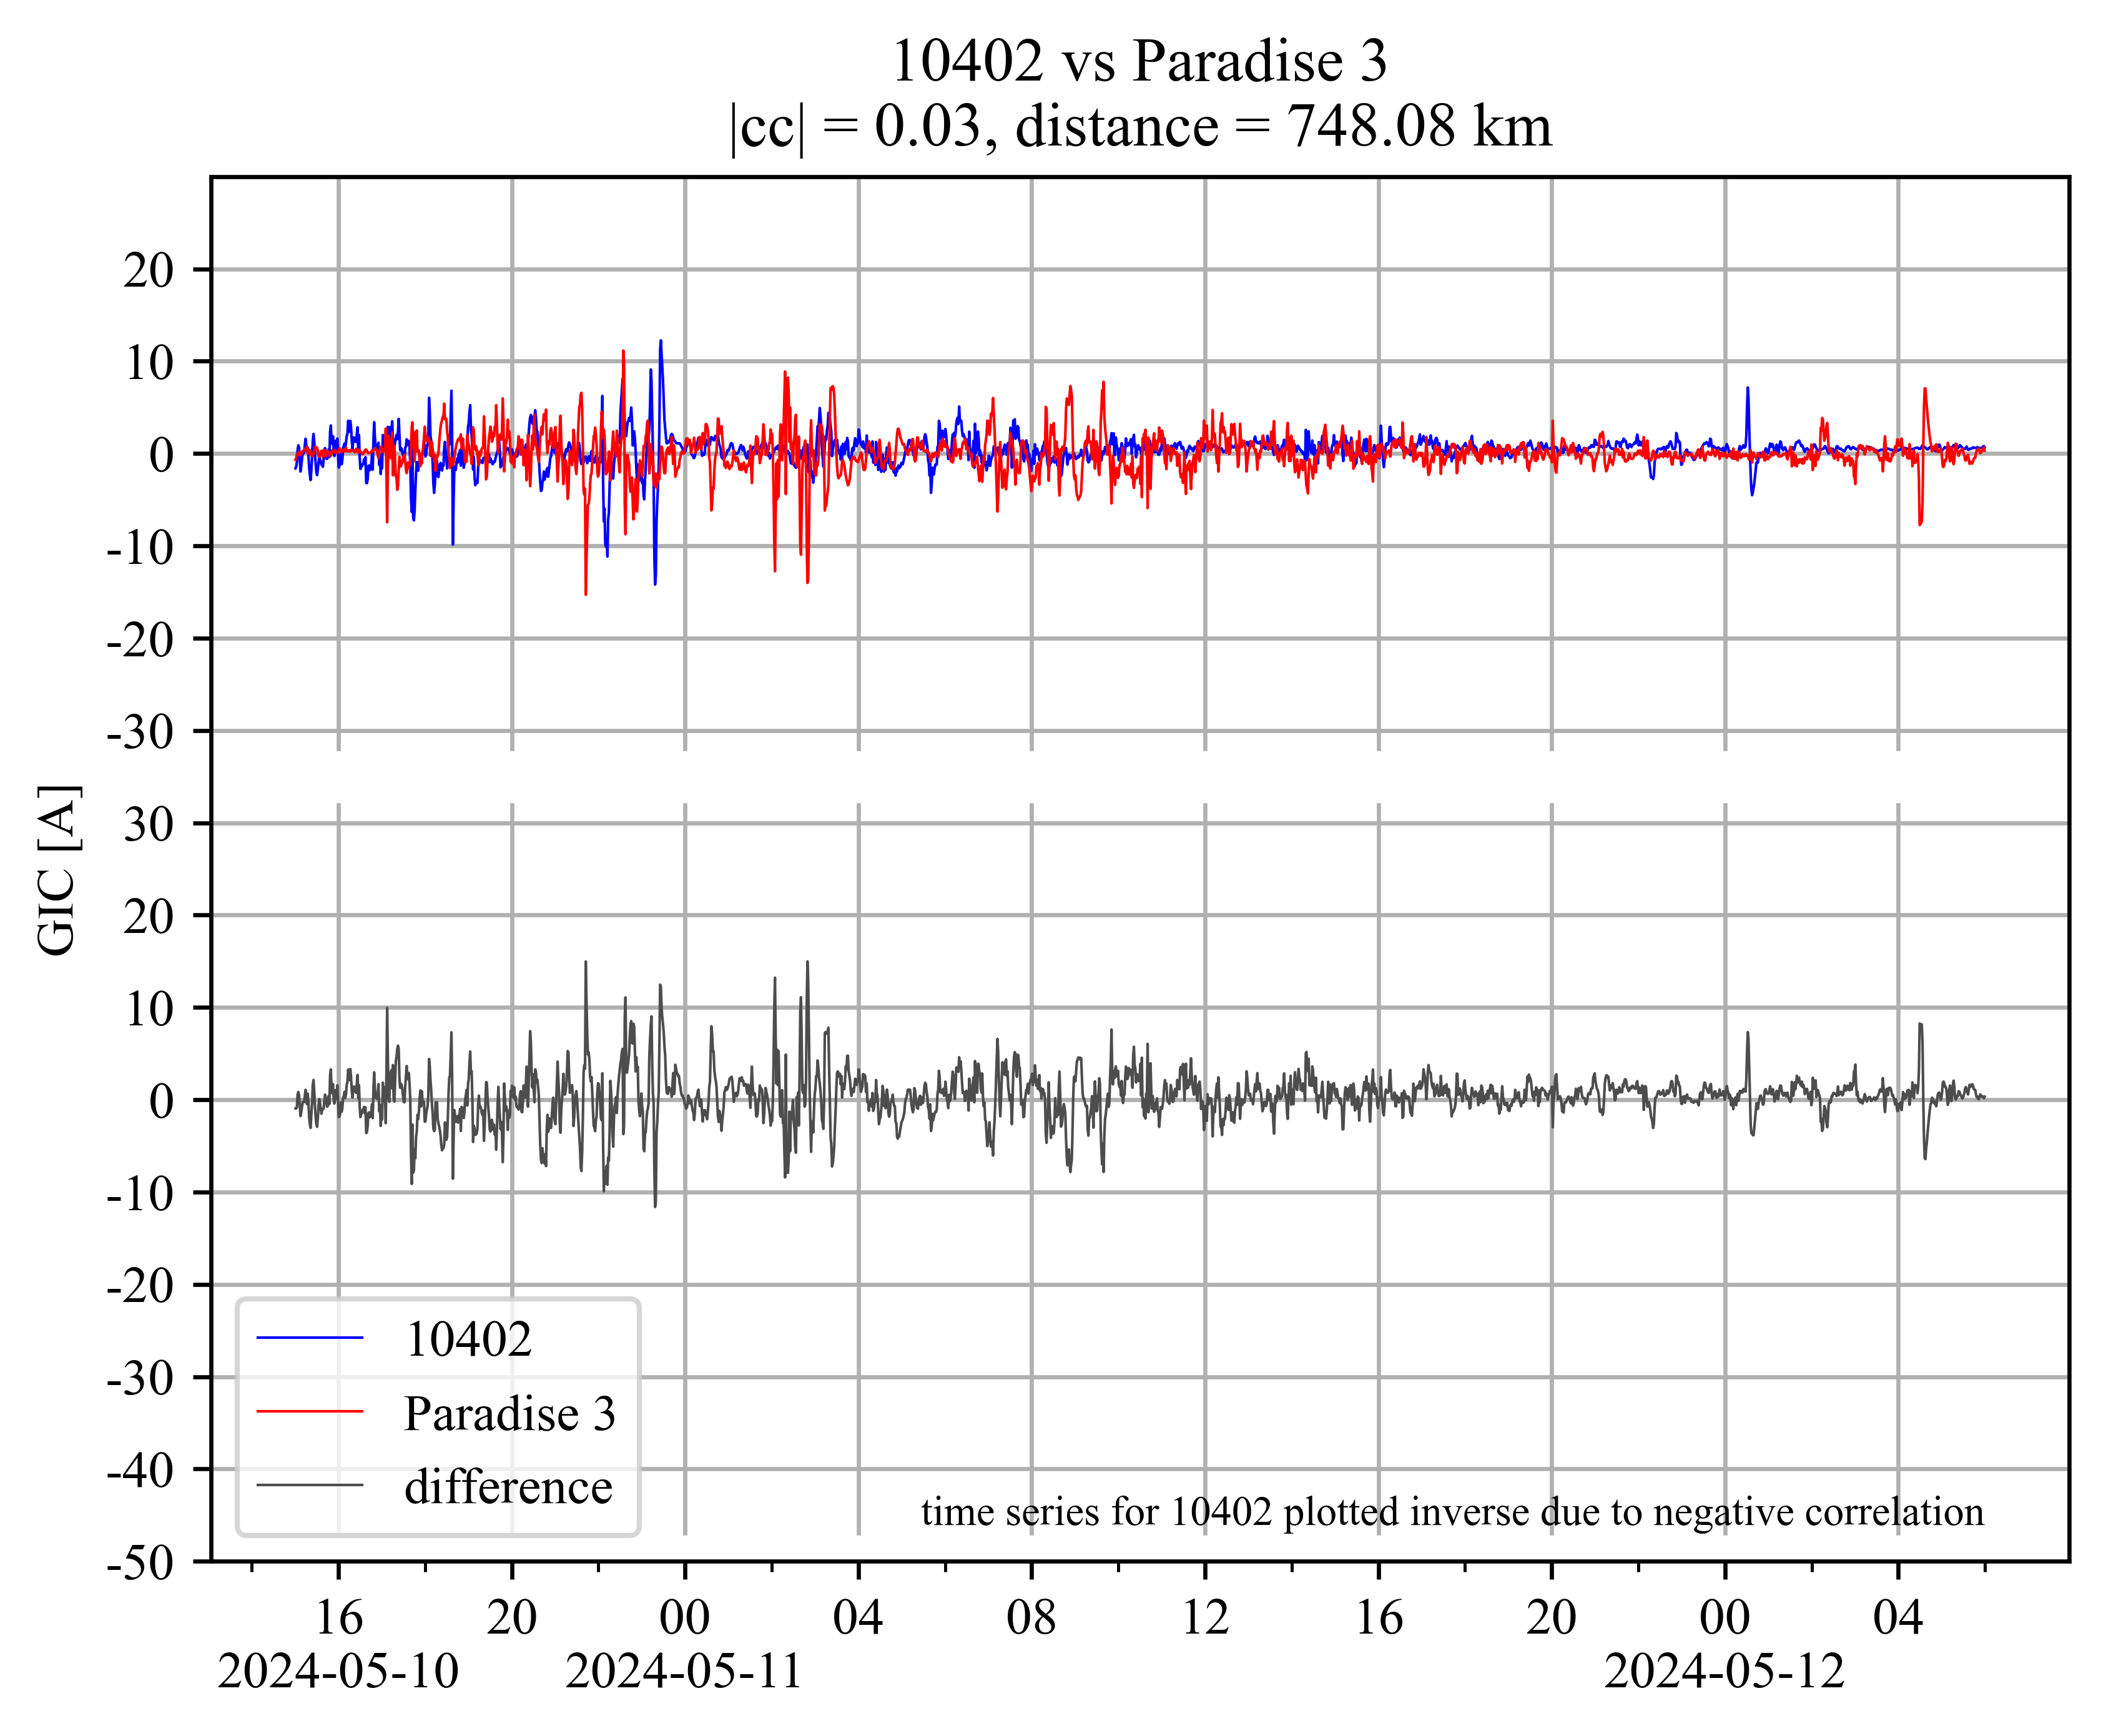 10402 vs Paradise 3
|cc| = 0.03, distance = 748.08 km
GIC [A]
20
10
0
-10
-20
-30
30
20
10
0
-10
-20
-30
-40
-50
10402
Paradise 3
difference
time series for 10402 plotted inverse due to negative correlation
16 20 00 04 08 12 16 20 00 04
2024-05-10 2024-05-11 2024-05-12